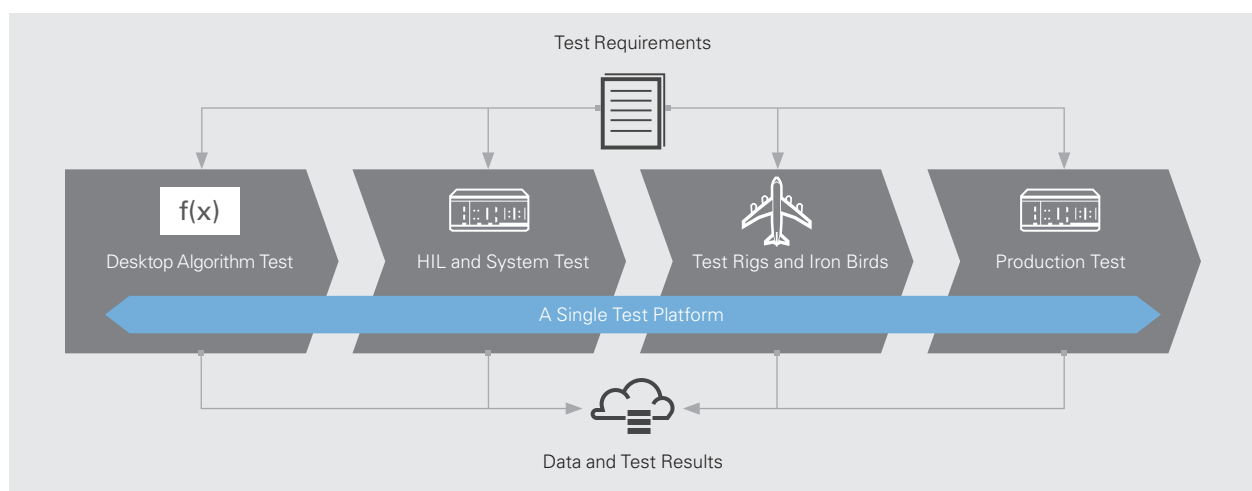 Test Requirements
f(x)
Desktop Algorithm Test
HIL and System Test
Test Rigs and Iron Birds
Production Test
A Single Test Platform
Data and Test Results